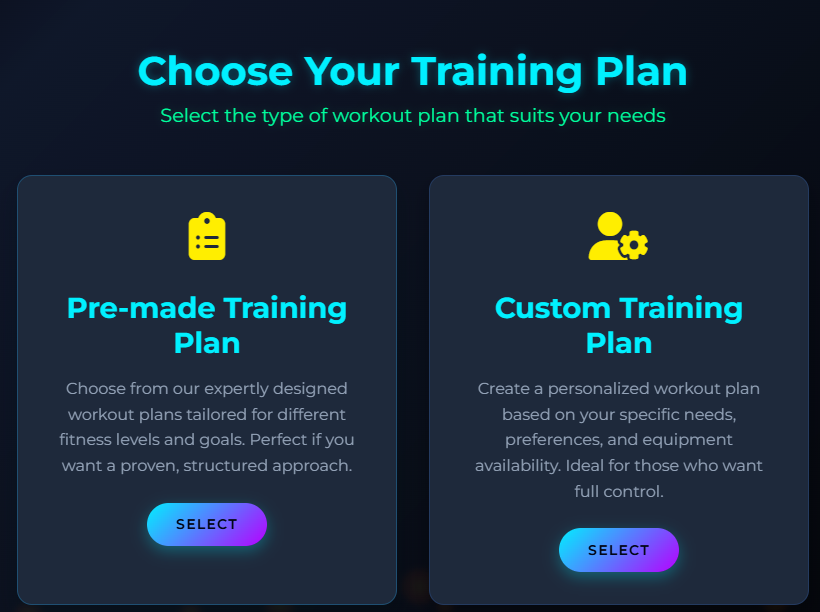 Choose Your Training Plan
Select the type of workout plan that suits your needs
Pre-made Training
Plan
Choose from our expertly designed
workout plans tailored for different
fitness levels and goals. Perfect if you
want a proven, structured approach.
SELECT
Custom Training
Plan
Create a personalized workout plan
based on your specific needs,
preferences, and equipment
availability. Ideal for those who want
full control.
SELECT